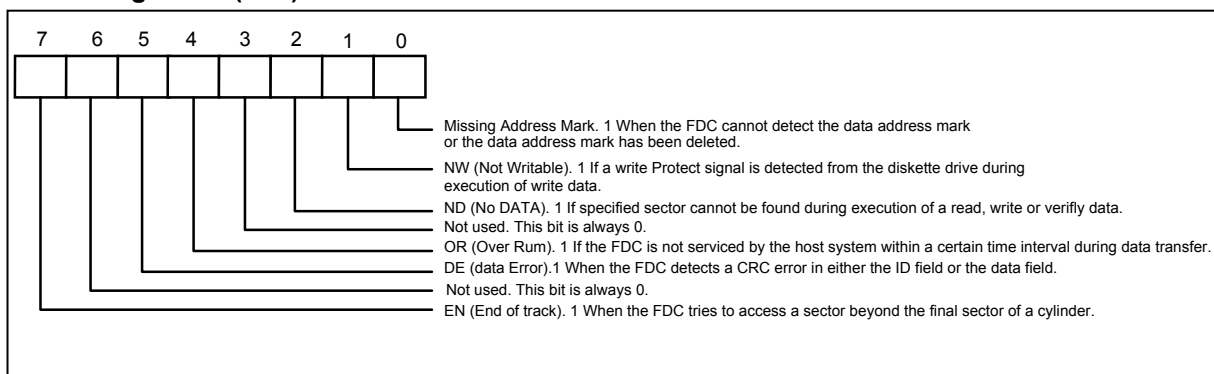 7 6 5 4 3 2 1 0
Missing Address Mark. 1 When the FDC cannot detect the data address mark
or the data address mark has been deleted.
NW (Not Writable). 1 If a write Protect signal is detected from the diskette drive during
execution of write data.
ND (No DATA). 1 If specified sector cannot be found during execution of a read, write or verifly data.
Not used. This bit is always 0.
OR (Over Rum). 1 If the FDC is not serviced by the host system within a certain time interval during data transfer.
DE (data Error).1 When the FDC detects a CRC error in either the ID field or the data field.
Not used. This bit is always 0.
EN (End of track). 1 When the FDC tries to access a sector beyond the final sector of a cylinder.